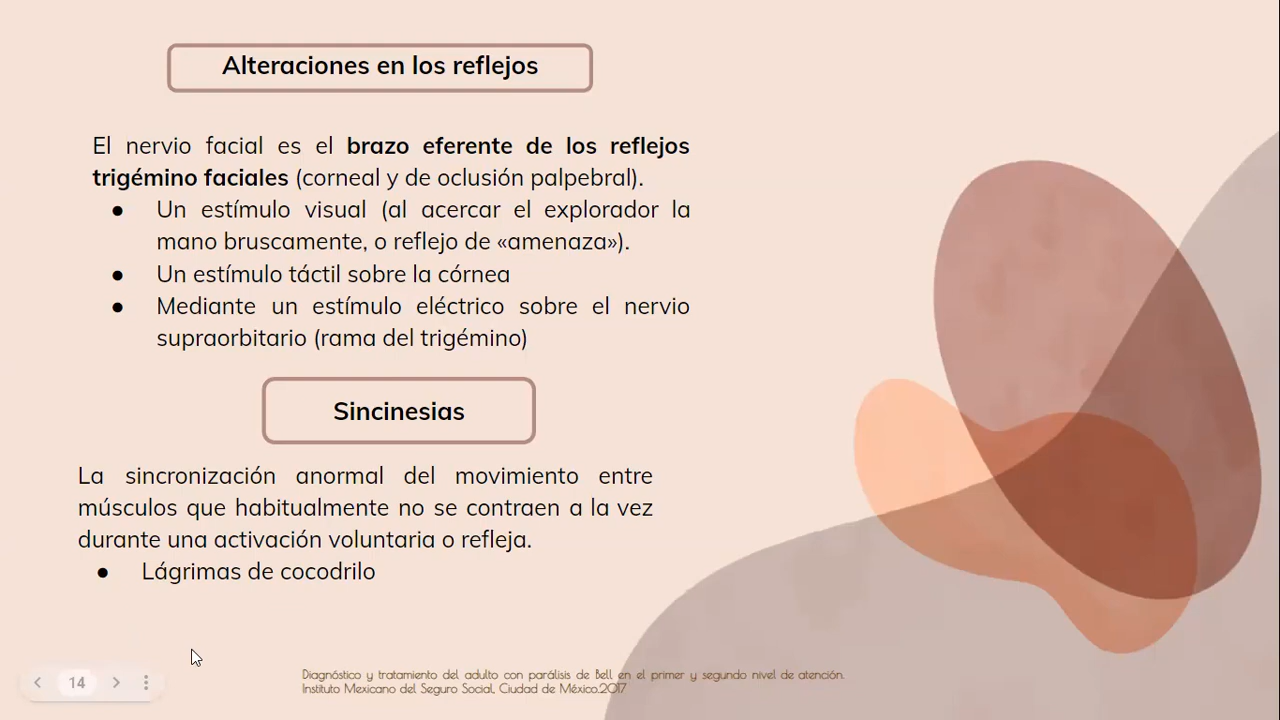 Alteraciones en los reflejos
El nervio facial es el brazo eferente de los reflejos
trigémino faciales (corneal y de oclusión palpebral).
● Un estímulo visual (al acercar el explorador la
mano bruscamente, o reflejo de «amenaza»).
● Un estímulo táctil sobre la córnea
● Mediante un estímulo eléctrico sobre el nervio
supraorbitario (rama del trigémino)
Sincinesias
La sincronización anormal del movimiento entre
músculos que habitualmente no se contraen a la vez
durante una activación voluntaria o refleja.
● Lágrimas de cocodrilo
Diagnóstico y tratamiento del adulto con parálisis de Bell en el primer y segundo nivel de atención.
Instituto Mexicano del Seguro Social, Ciudad de México.2017
14